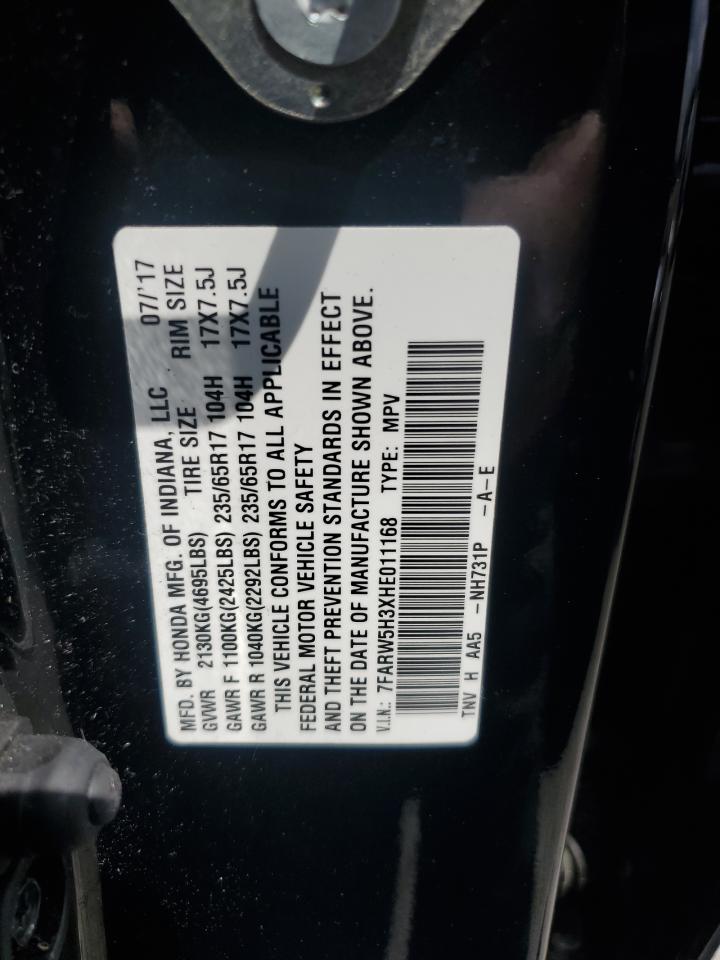 MFD. BY HONDA MFG. OF INDIANA, LLC 07/'17
GVWR 2130KG(4695LBS) TIRE SIZE RIM SIZE
GAWR F 1100KG(2425LBS) 235/65R17 104H 17X7.5J
GAWR R 1040KG(2292LBS) 235/65R17 104H 17X7.5J
THIS VEHICLE CONFORMS TO ALL APPLICABLE
FEDERAL MOTOR VEHICLE SAFETY
AND THEFT PREVENTION STANDARDS IN EFFECT
ON THE DATE OF MANUFACTURE SHOWN ABOVE.
V.I.N.: 7FARW5H3XHE011168 TYPE: MPV
TNV H AA5 -NH731P -A-E